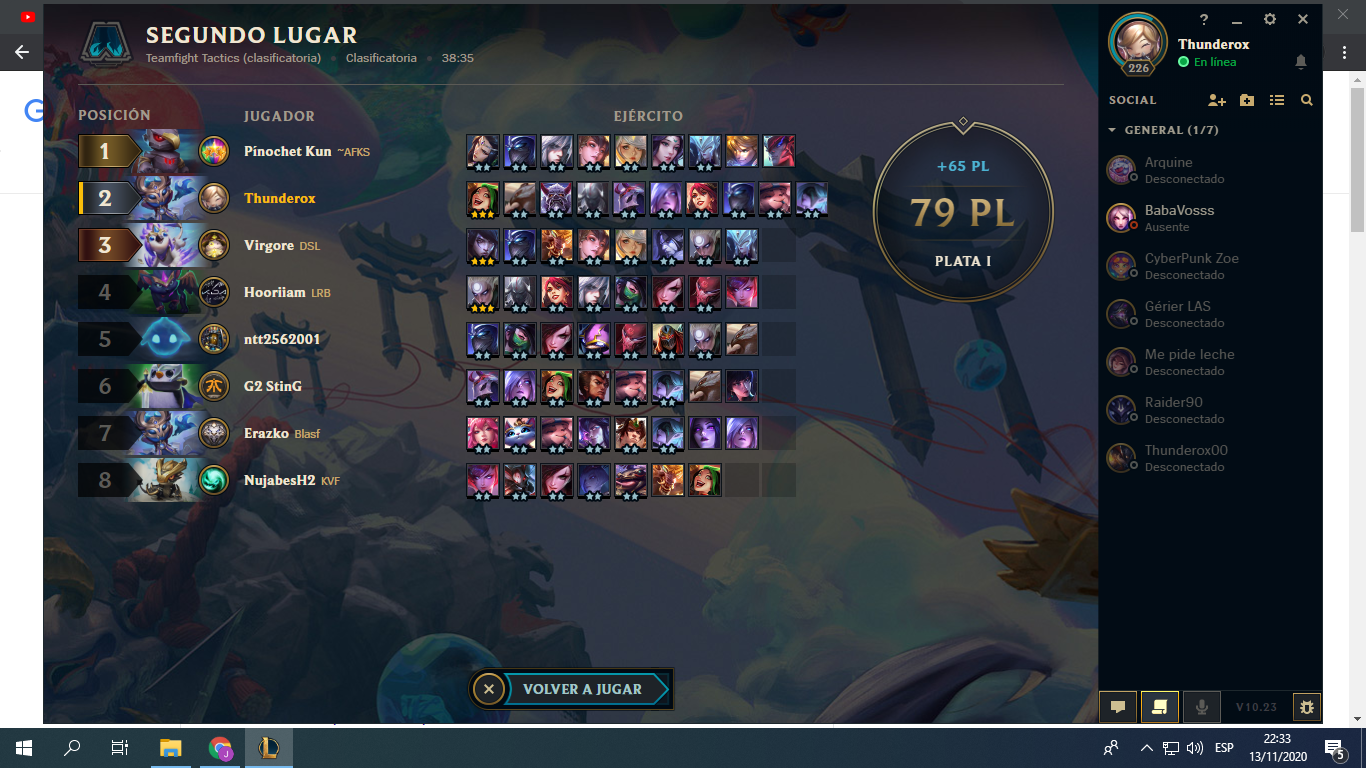 SEGUNDO LUGAR
Teamfight Tactics (clasificatoria) • Clasificatoria • 38:35
POSICIÓN JUGADOR EJÉRCITO
1 Pinochet Kun ~AFKS
2 Thunderox
3 Virgore DSL
4 Hooriiam LRB
5 ntt2562001
6 G2 StinG
7 Erazko Blasf
8 NujabesH2 KVF
+65 PL
79 PL
PLATA I
VOLVER A JUGAR
?
226
Thunderox
En línea
SOCIAL
GENERAL (1/7)
Arquine
Desconectado
BabaVosss
Ausente
CyberPunk Zoe
Desconectado
Gérier LAS
Desconectado
Me pide leche
Desconectado
Raider90
Desconectado
Thunderox00
Desconectado
V10.23
J
ESP
22:33
13/11/2020
5